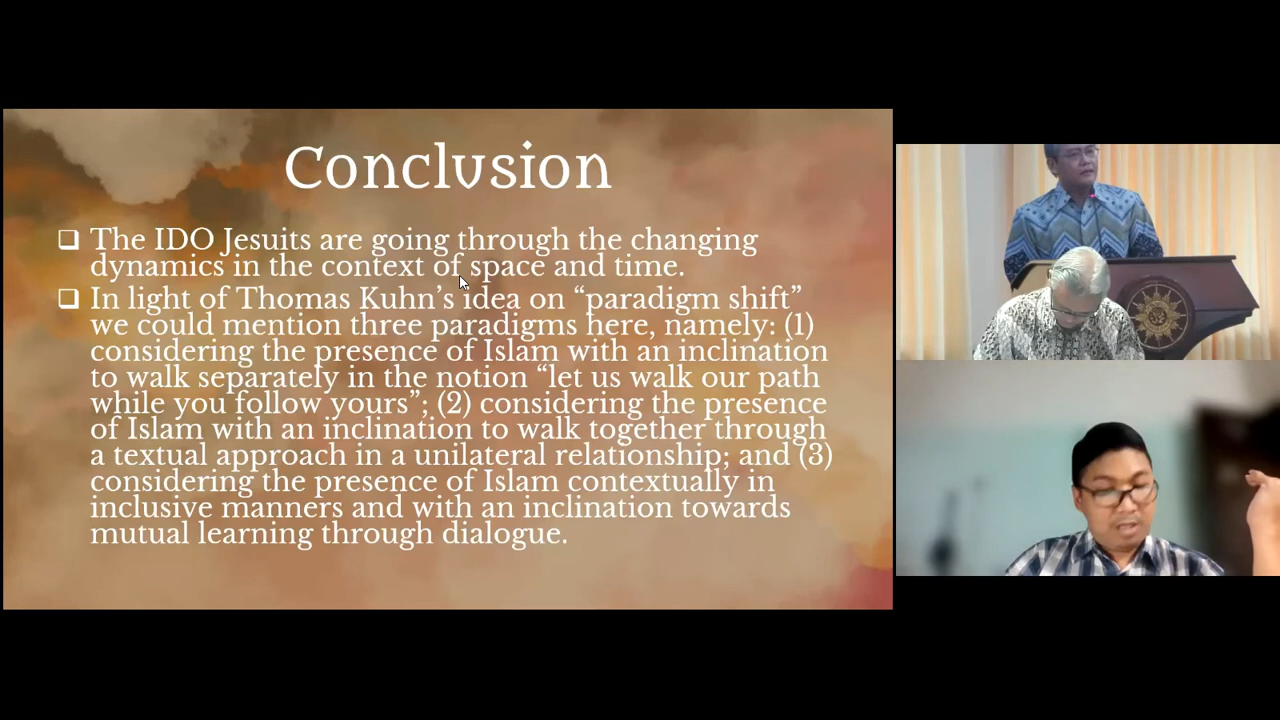 Conclusion
The IDO Jesuits are going through the changing
dynamics in the context of space and time.
In light of Thomas Kuhn’s idea on “paradigm shift”
we could mention three paradigms here, namely: (1)
considering the presence of Islam with an inclination
to walk separately in the notion “let us walk our path
while you follow yours”; (2) considering the presence
of Islam with an inclination to walk together through
a textual approach in a unilateral relationship; and (3)
considering the presence of Islam contextually in
inclusive manners and with an inclination towards
mutual learning through dialogue.